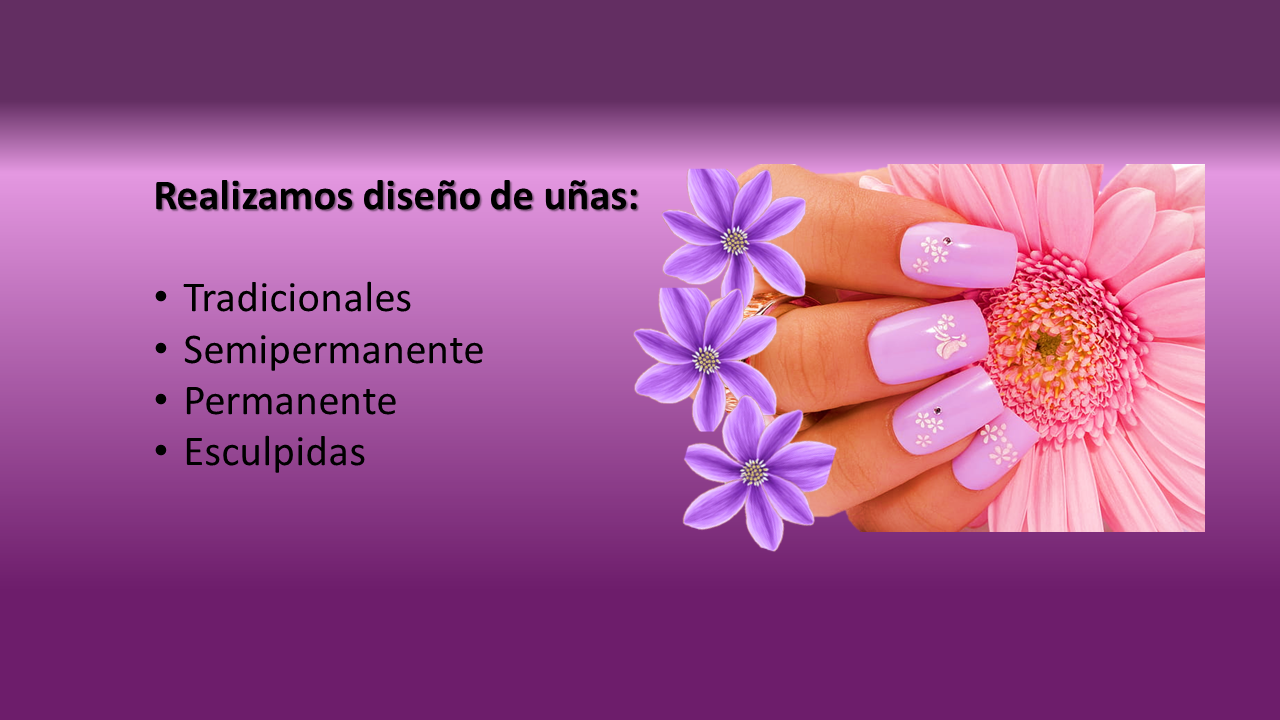 Realizamos diseño de uñas:
• Tradicionales
• Semipermanente
• Permanente
• Esculpidas